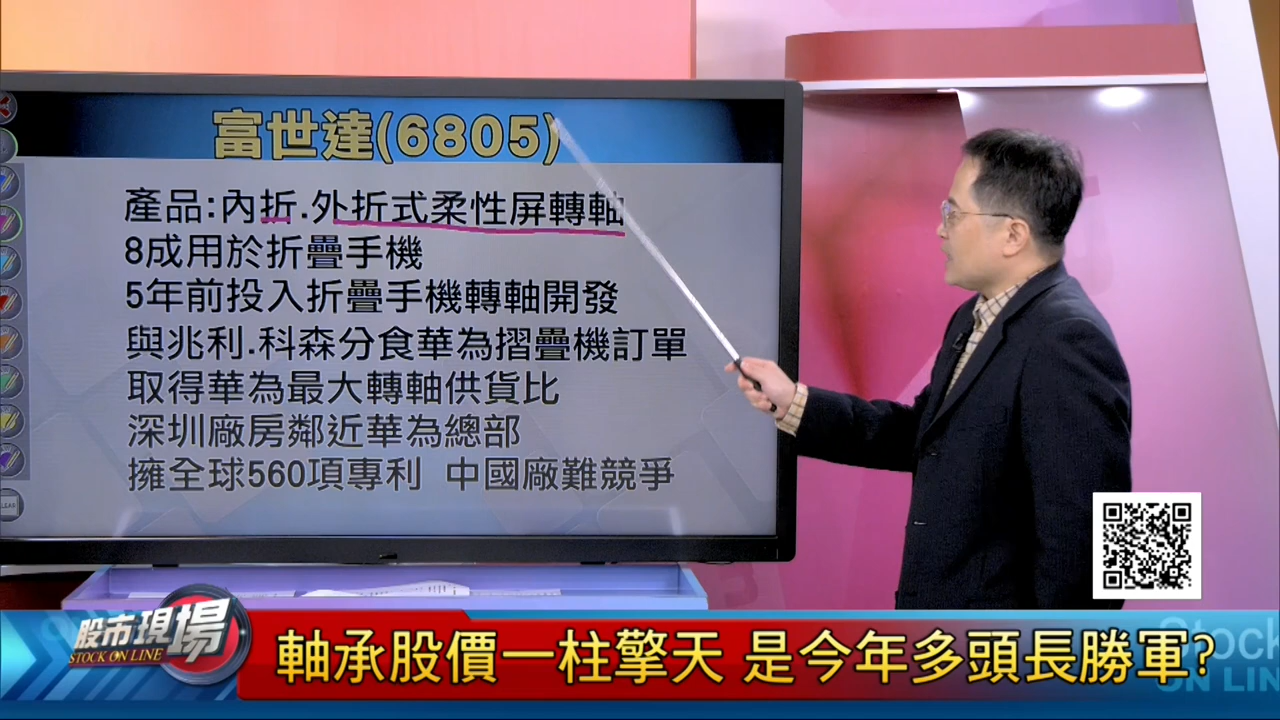 富世達(6805)
產品:內折.外折式柔性屏轉軸
8成用於折疊手機
5年前投入折疊手機轉軸開發
與兆利.科森分食華為摺疊機訂單
取得華為最大轉軸供貨比
深圳廠房鄰近華為總部
擁全球560項專利 中國廠難競爭
CLEAR
股市現場
STOCK ON LINE
軸承股價一柱擎天 是今年多頭長勝軍?
Stock
ON LIN